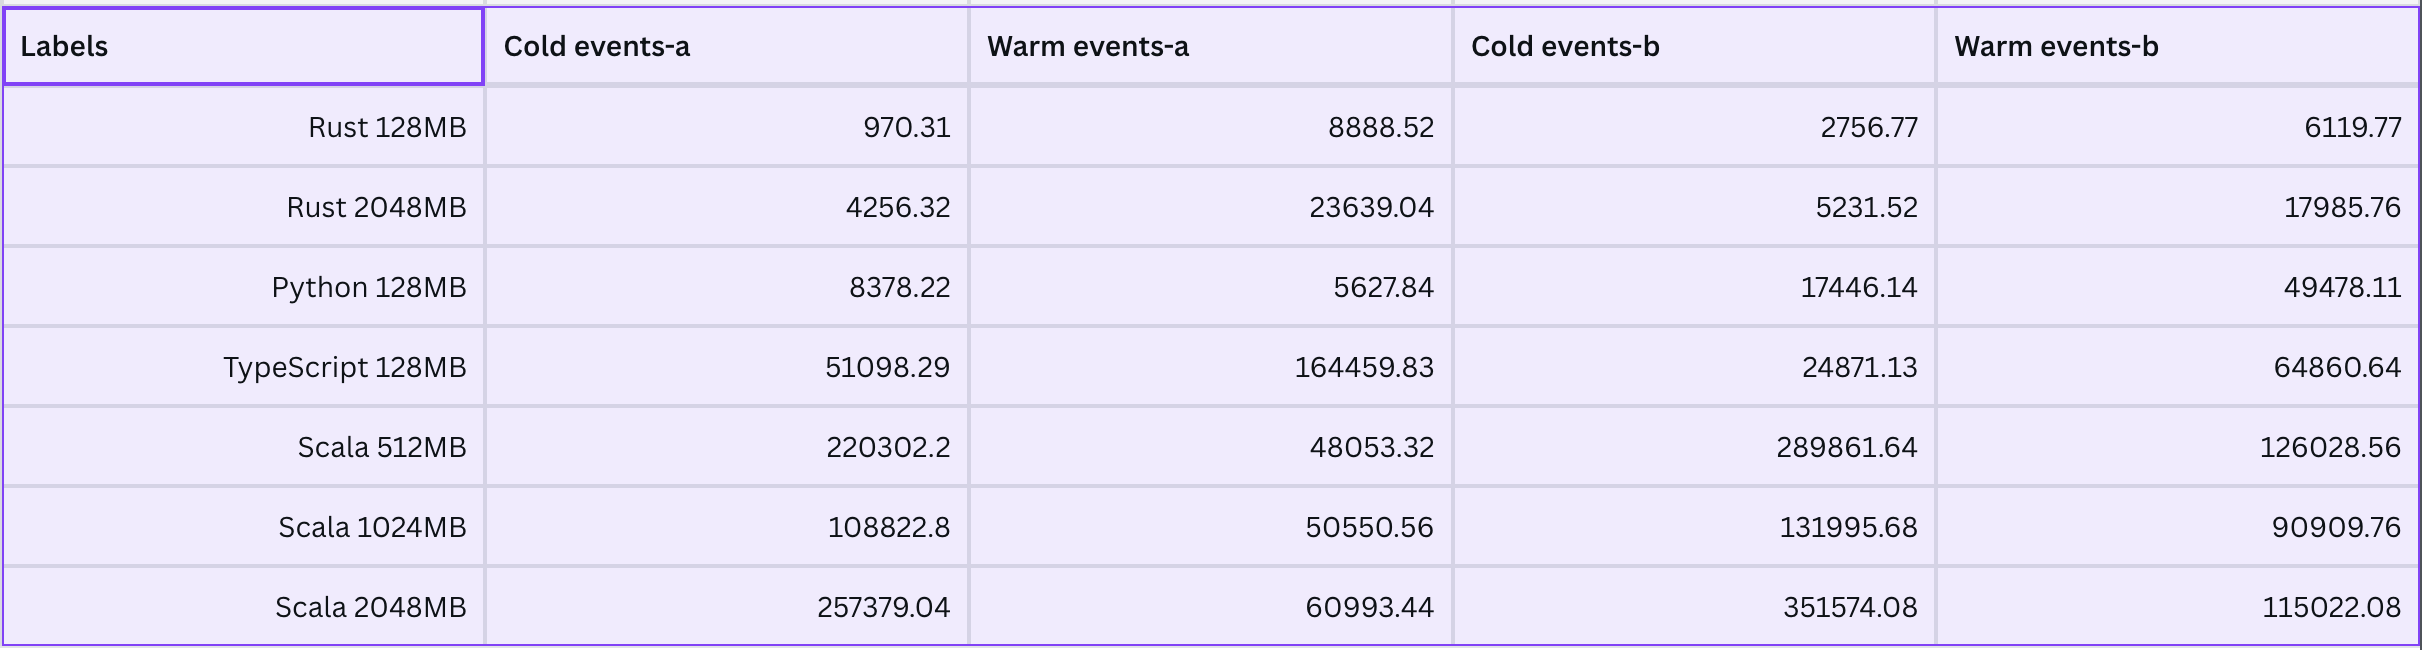 Labels Cold events-a Warm events-a Cold events-b Warm events-b
Rust 128MB 970.31 8888.52 2756.77 6119.77
Rust 2048MB 4256.32 23639.04 5231.52 17985.76
Python 128MB 8378.22 5627.84 17446.14 49478.11
TypeScript 128MB 51098.29 164459.83 24871.13 64860.64
Scala 512MB 220302.2 48053.32 289861.64 126028.56
Scala 1024MB 108822.8 50550.56 131995.68 90909.76
Scala 2048MB 257379.04 60993.44 351574.08 115022.08